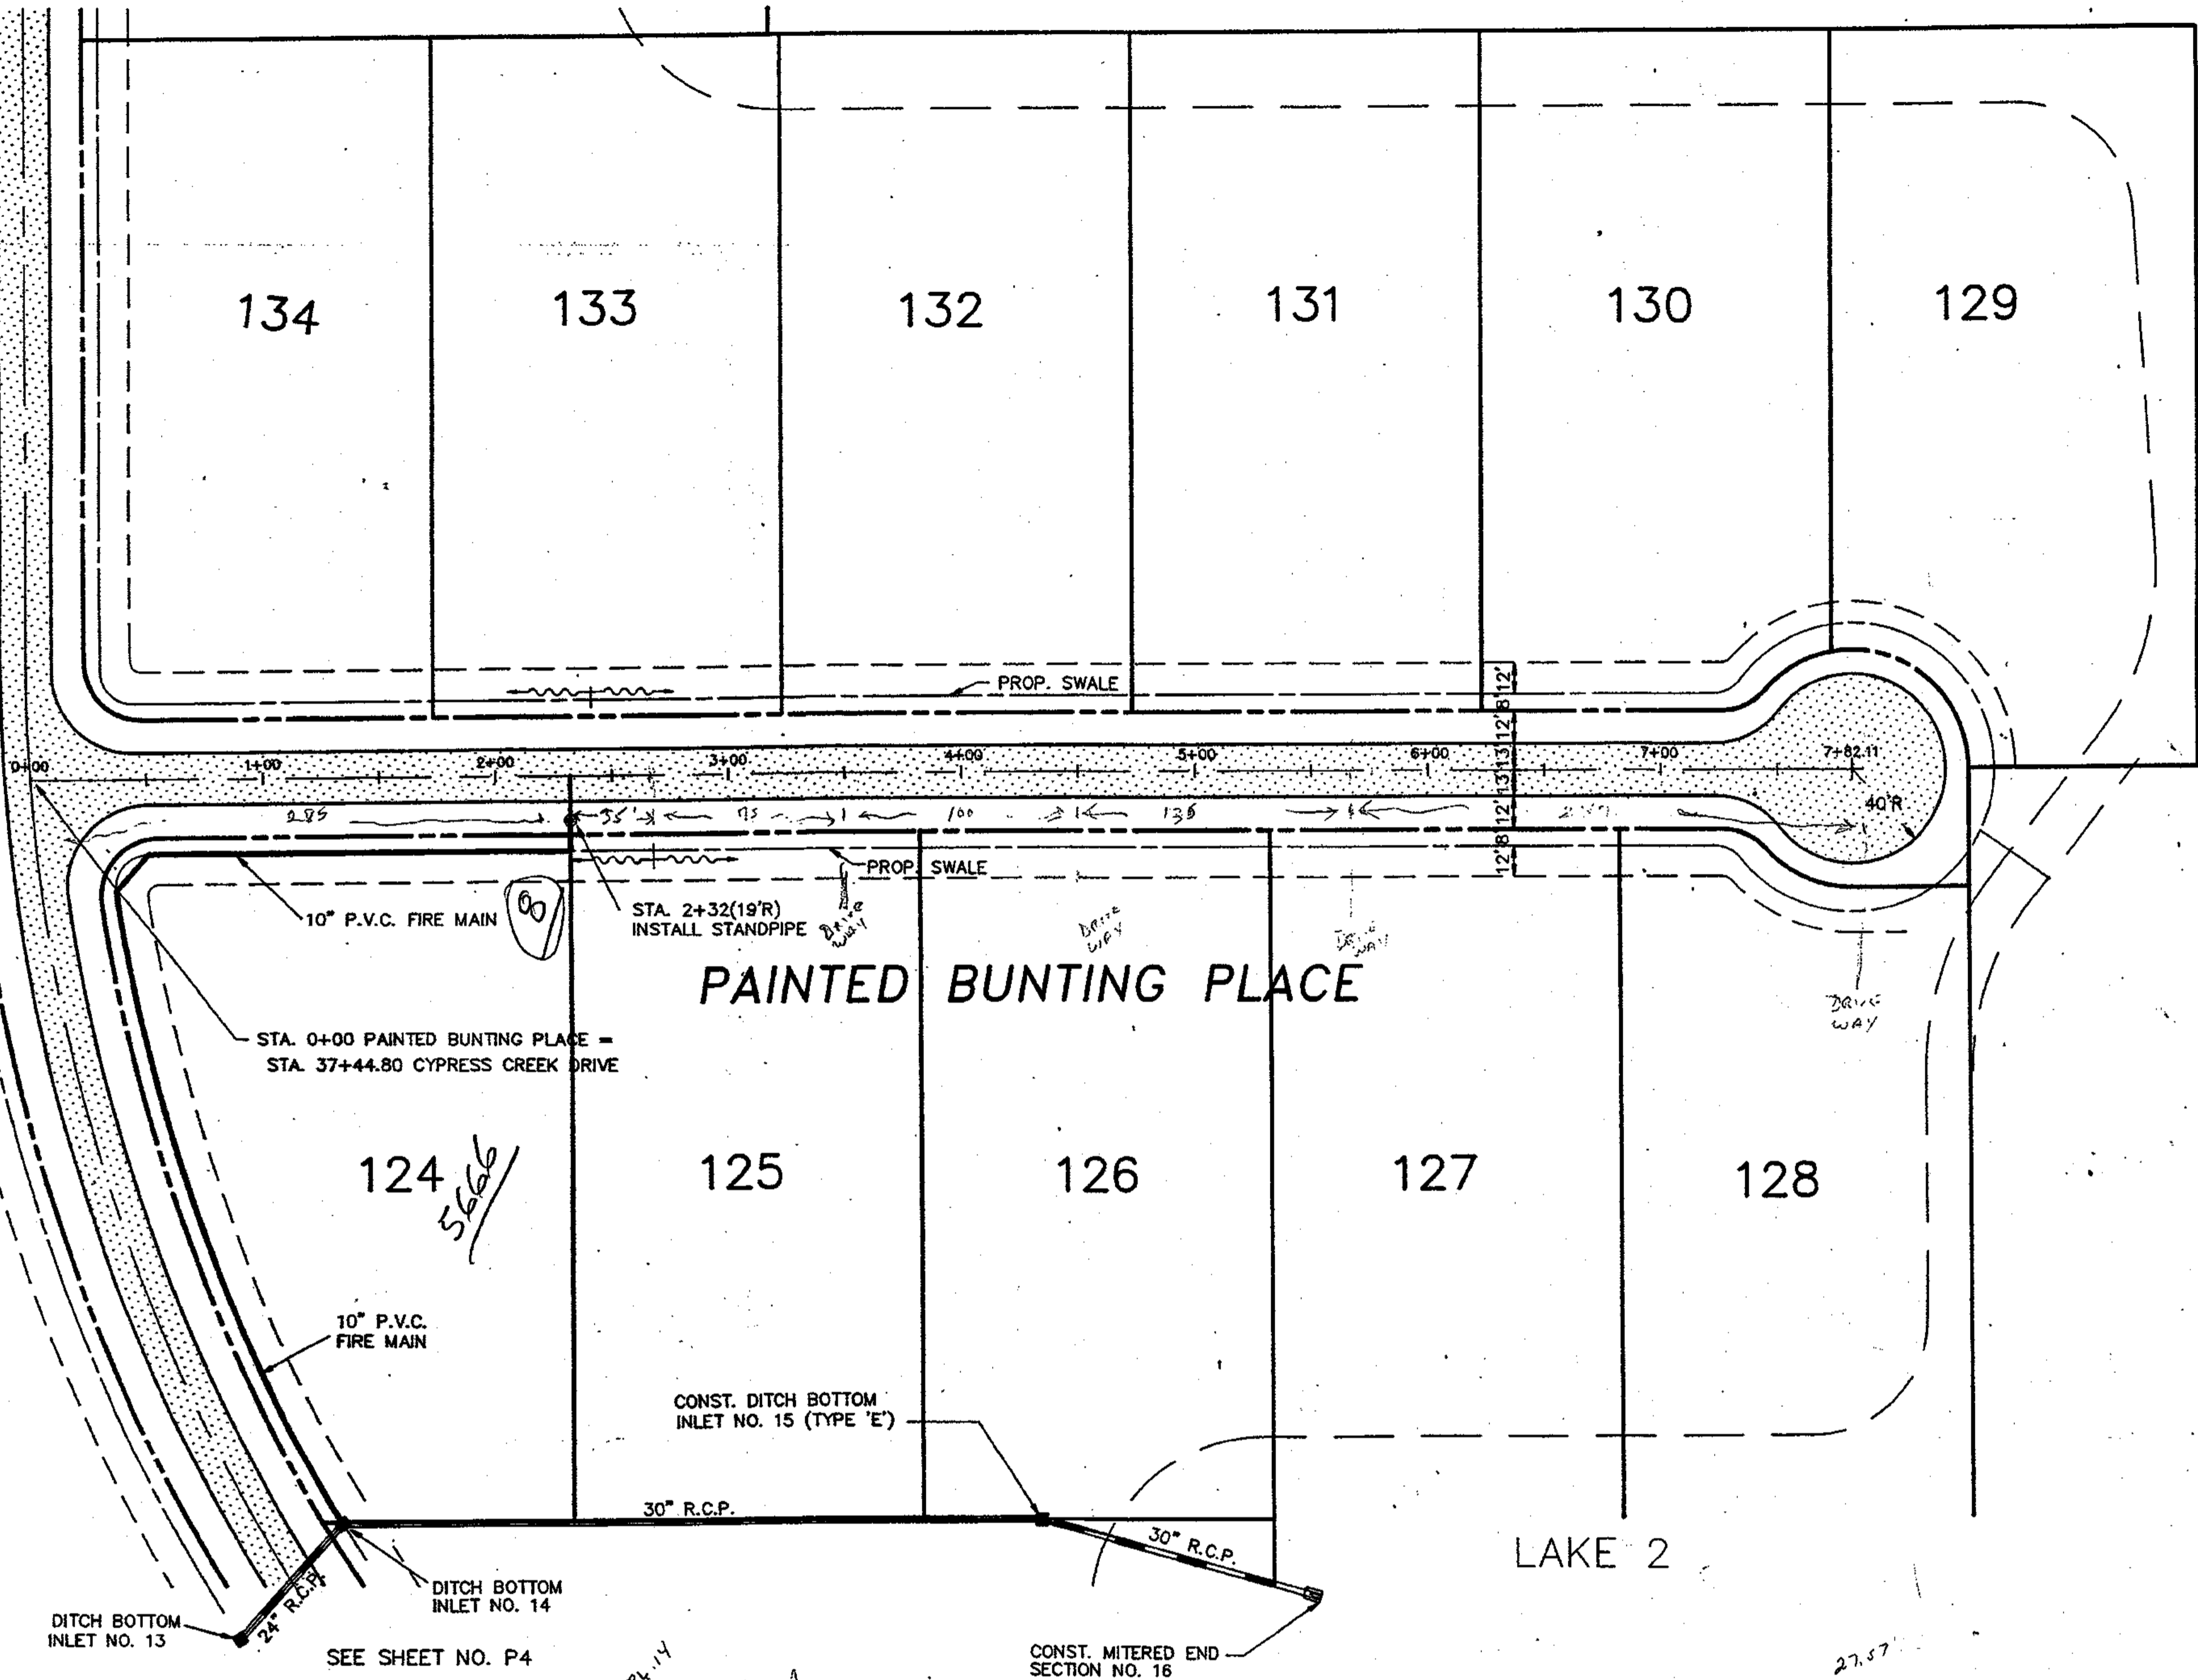 134
133
132
131
130
129
PROP. SWALE
12'
8'
12'
13'
13'
12'
8'
12'
0+00
1+00
2+00
3+00
4+00
5+00
6+00
7+00
7+82.11
40'R
285
35'
75
100
135
PROP. SWALE
10" P.V.C. FIRE MAIN
STA. 2+32(19'R)
INSTALL STANDPIPE
DRIVE
WAY
DRIVE
WAY
DRIVE
WAY
DRIVE
WAY
PAINTED BUNTING PLACE
STA. 0+00 PAINTED BUNTING PLACE =
STA. 37+44.80 CYPRESS CREEK DRIVE
124
5666
125
126
127
128
10" P.V.C.
FIRE MAIN
CONST. DITCH BOTTOM
INLET NO. 15 (TYPE 'E')
30" R.C.P.
30" R.C.P.
LAKE 2
DITCH BOTTOM
INLET NO. 14
24" R.C.P.
DITCH BOTTOM
INLET NO. 13
SEE SHEET NO. P4
CONST. MITERED END
SECTION NO. 16
27.57'